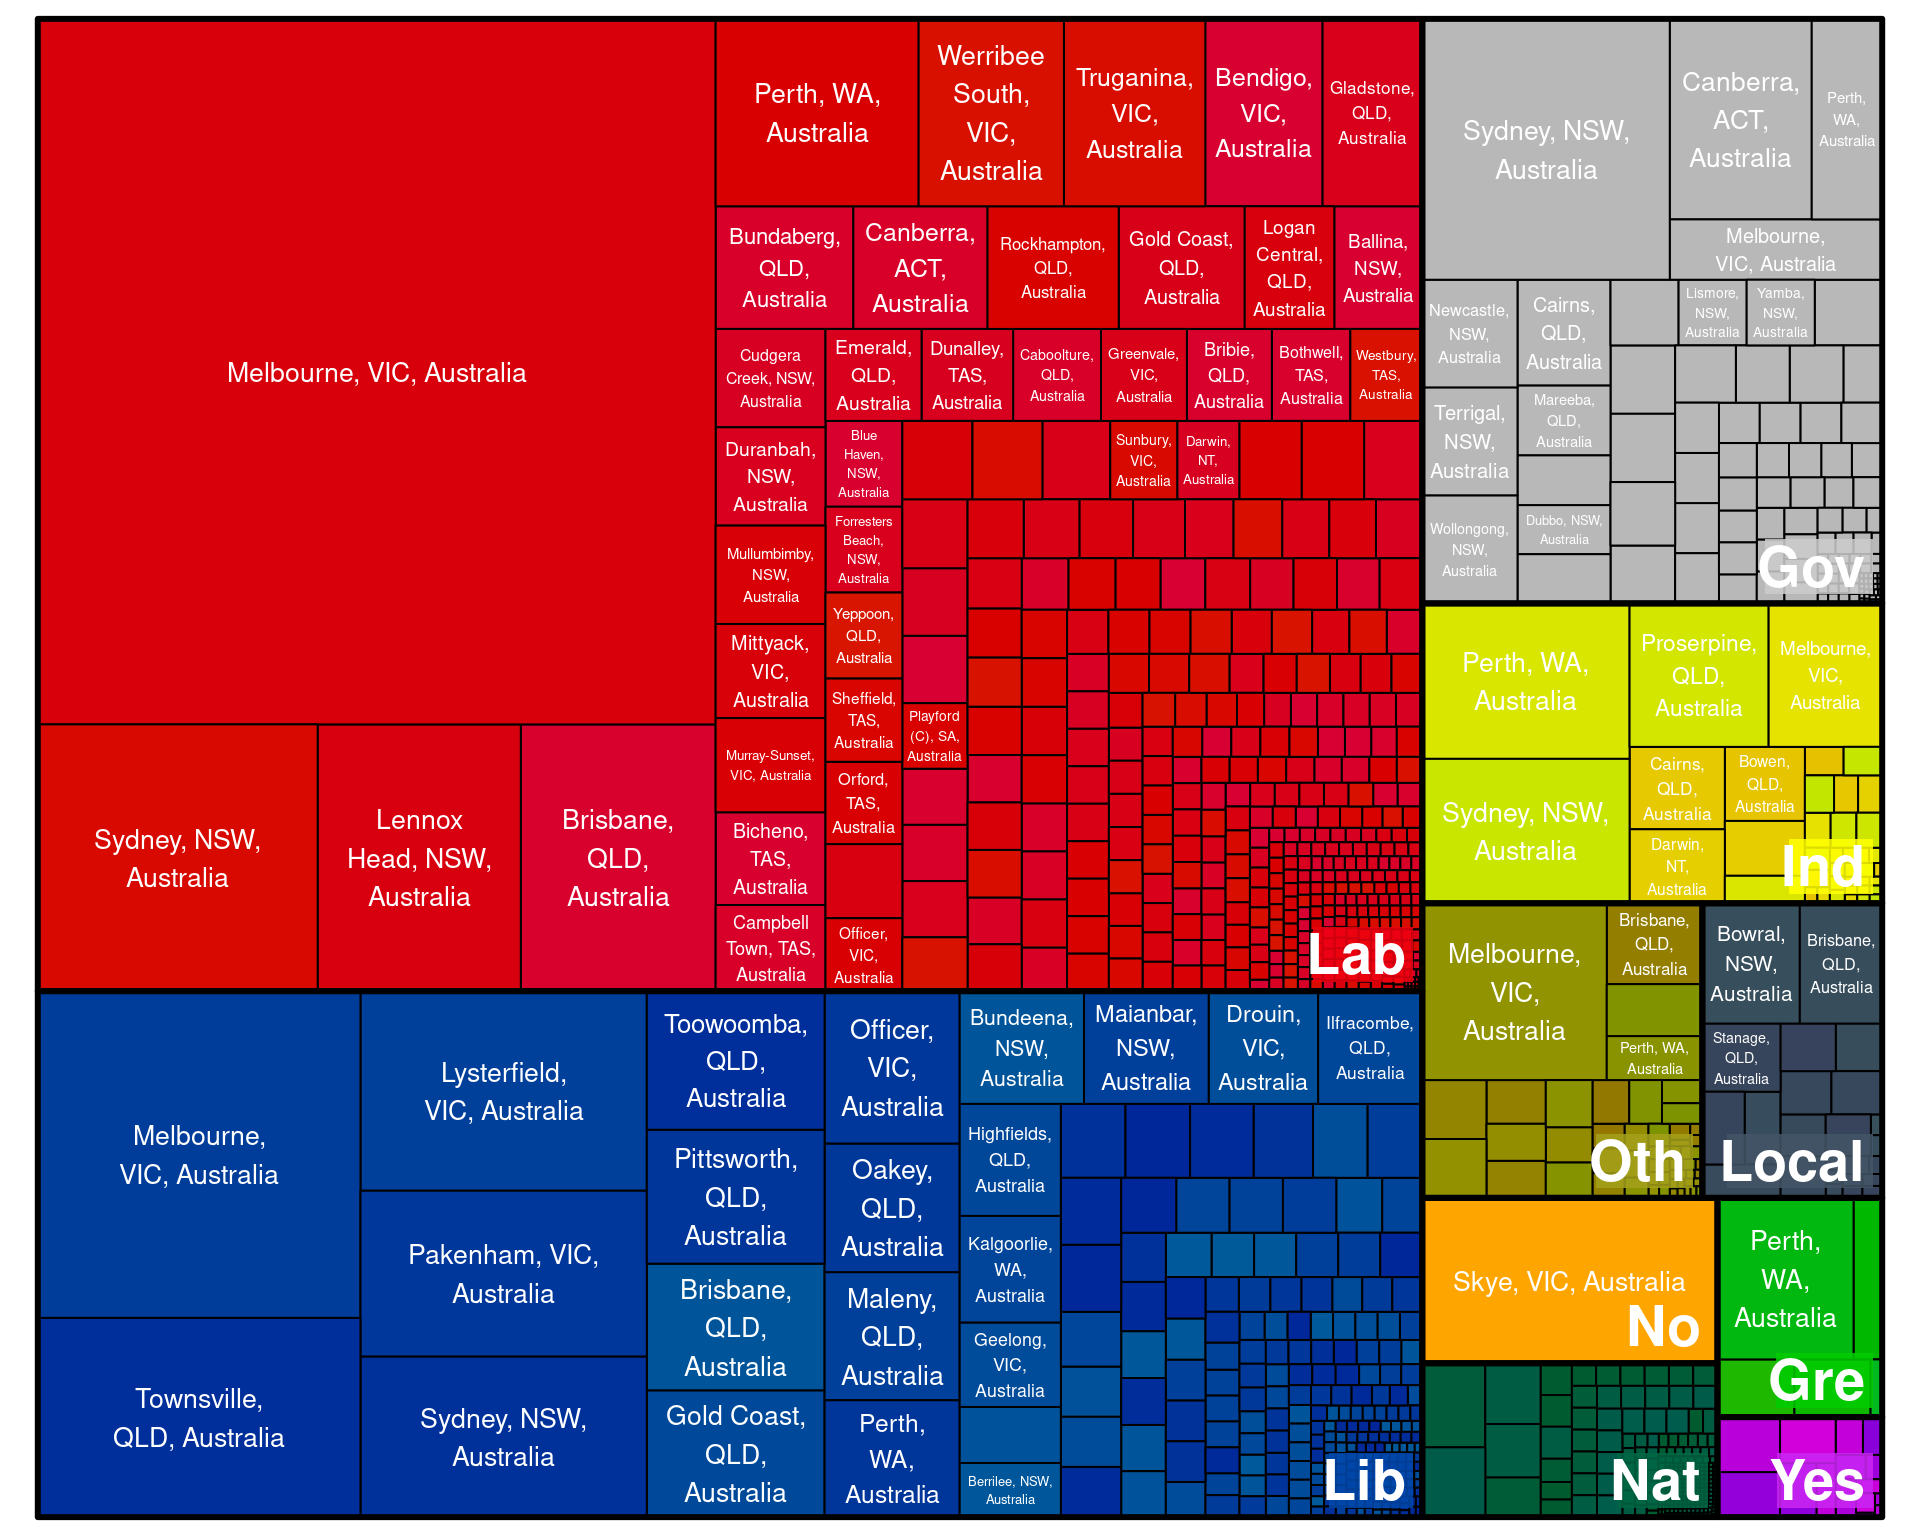 Melbourne, VIC, Australia
Sydney, NSW,
Australia
Lennox
Head, NSW,
Australia
Brisbane,
QLD,
Australia
Perth, WA,
Australia
Werribee
South,
VIC,
Australia
Truganina,
VIC,
Australia
Bendigo,
VIC,
Australia
Gladstone,
QLD,
Australia
Bundaberg,
QLD,
Australia
Canberra,
ACT,
Australia
Rockhampton,
QLD,
Australia
Gold Coast,
QLD,
Australia
Logan
Central,
QLD,
Australia
Ballina,
NSW,
Australia
Cudgera
Creek, NSW,
Australia
Emerald,
QLD,
Australia
Dunalley,
TAS,
Australia
Caboolture,
QLD,
Australia
Greenvale,
VIC,
Australia
Bribie,
QLD,
Australia
Bothwell,
TAS,
Australia
Westbury,
TAS,
Australia
Duranbah,
NSW,
Australia
Blue
Haven,
NSW,
Australia
Sunbury,
VIC,
Australia
Darwin,
NT,
Australia
Mullumbimby,
NSW,
Australia
Forresters
Beach,
NSW,
Australia
Mittyack,
VIC,
Australia
Yeppoon,
QLD,
Australia
Sheffield,
TAS,
Australia
Playford
(C), SA,
Australia
Murray-Sunset,
VIC, Australia
Orford,
TAS,
Australia
Bicheno,
TAS,
Australia
Campbell
Town, TAS,
Australia
Officer,
VIC,
Australia
Lab
Sydney, NSW,
Australia
Canberra,
ACT,
Australia
Perth,
WA,
Australia
Melbourne,
VIC, Australia
Newcastle,
NSW,
Australia
Cairns,
QLD,
Australia
Lismore,
NSW,
Australia
Yamba,
NSW,
Australia
Terrigal,
NSW,
Australia
Mareeba,
QLD,
Australia
Wollongong,
NSW,
Australia
Dubbo, NSW,
Australia
Gov
Perth, WA,
Australia
Proserpine,
QLD,
Australia
Melbourne,
VIC,
Australia
Sydney, NSW,
Australia
Cairns,
QLD,
Australia
Bowen,
QLD,
Australia
Darwin,
NT,
Australia
Ind
Melbourne,
VIC,
Australia
Brisbane,
QLD,
Australia
Perth, WA,
Australia
Oth
Bowral,
NSW,
Australia
Brisbane,
QLD,
Australia
Stanage,
QLD,
Australia
Local
Melbourne,
VIC, Australia
Townsville,
QLD, Australia
Lysterfield,
VIC, Australia
Pakenham, VIC,
Australia
Sydney, NSW,
Australia
Toowoomba,
QLD,
Australia
Pittsworth,
QLD,
Australia
Brisbane,
QLD,
Australia
Gold Coast,
QLD,
Australia
Officer,
VIC,
Australia
Oakey,
QLD,
Australia
Maleny,
QLD,
Australia
Perth,
WA,
Australia
Bundeena,
NSW,
Australia
Maianbar,
NSW,
Australia
Drouin,
VIC,
Australia
Ilfracombe,
QLD,
Australia
Highfields,
QLD,
Australia
Kalgoorlie,
WA,
Australia
Geelong,
VIC,
Australia
Berrilee, NSW,
Australia
Lib
Skye, VIC, Australia
No
Perth,
WA,
Australia
Gre
Nat
Yes